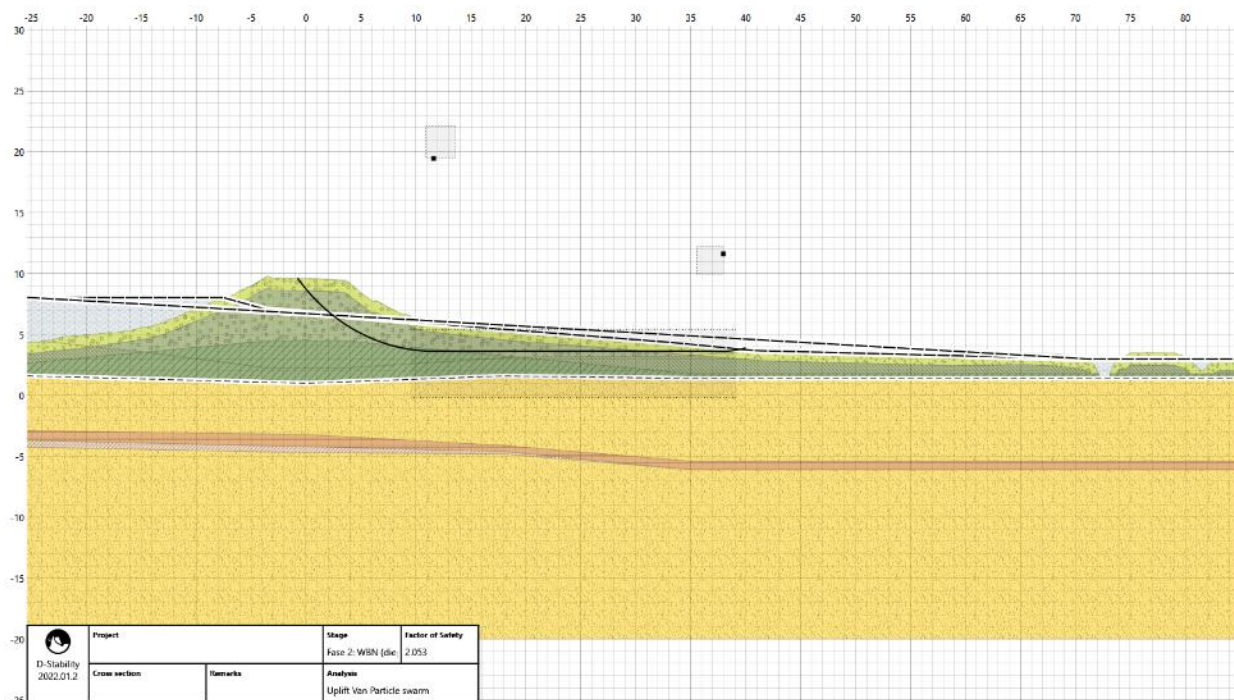 -25 -20 -15 -10 -5 0 5 10 15 20 25 30 35 40 45 50 55 60 65 70 75 80
30
25
20
15
10
5
0
-5
-10
-15
-20
-25
D-Stability
2022.01.2
Project
Stage
Fase 2: WBN (die
Factor of Safety
2.053
Cross section
Remarks
Analysis
Uplift Van Particle swarm